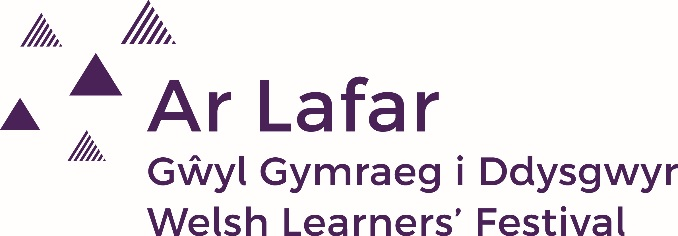 Ar Lafar
Gŵyl Gymraeg i Ddysgwyr
Welsh Learners’ Festival